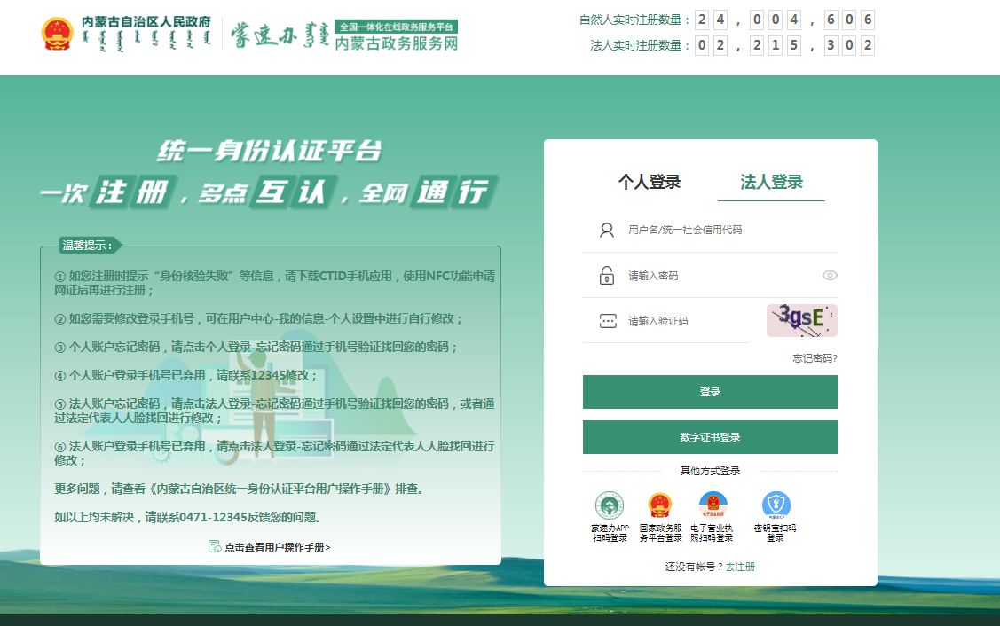 内蒙古自治区人民政府
蒙速办
全国一体化在线政务服务平台
内蒙古政务服务网
自然人实时注册数量： 24,004,606
法人实时注册数量： 02,215,302
统一身份认证平台
一次注册，多点互认，全网通行
温馨提示：
① 如您注册时提示“身份核验失败”等信息，请下载CTID手机应用，使用NFC功能申请
网证后再进行注册；
② 如您需要修改登录手机号，可在用户中心-我的信息-个人设置中进行自行修改；
③ 个人账户忘记密码，请点击个人登录-忘记密码通过手机号验证找回您的密码；
④ 个人账户登录手机号已弃用，请联系12345修改；
⑤ 法人账户忘记密码，请点击法人登录-忘记密码通过手机号验证找回您的密码，或者通
过法定代表人人脸找回进行修改；
⑥ 法人账户登录手机号已弃用，请点击法人登录-忘记密码通过法定代表人人脸找回进行
修改；
更多问题，请查看《内蒙古自治区统一身份认证平台用户操作手册》排查。
如以上均未解决，请联系0471-12345反馈您的问题。
点击查看用户操作手册>
个人登录 法人登录
用户名/统一社会信用代码
请输入密码
请输入验证码
3gsE
忘记密码?
登录
数字证书登录
其他方式登录
蒙速办APP
扫码登录
国家政务服
务平台登录
电子营业执
照扫码登录
密钥宝扫码
登录
还没有帐号？去注册